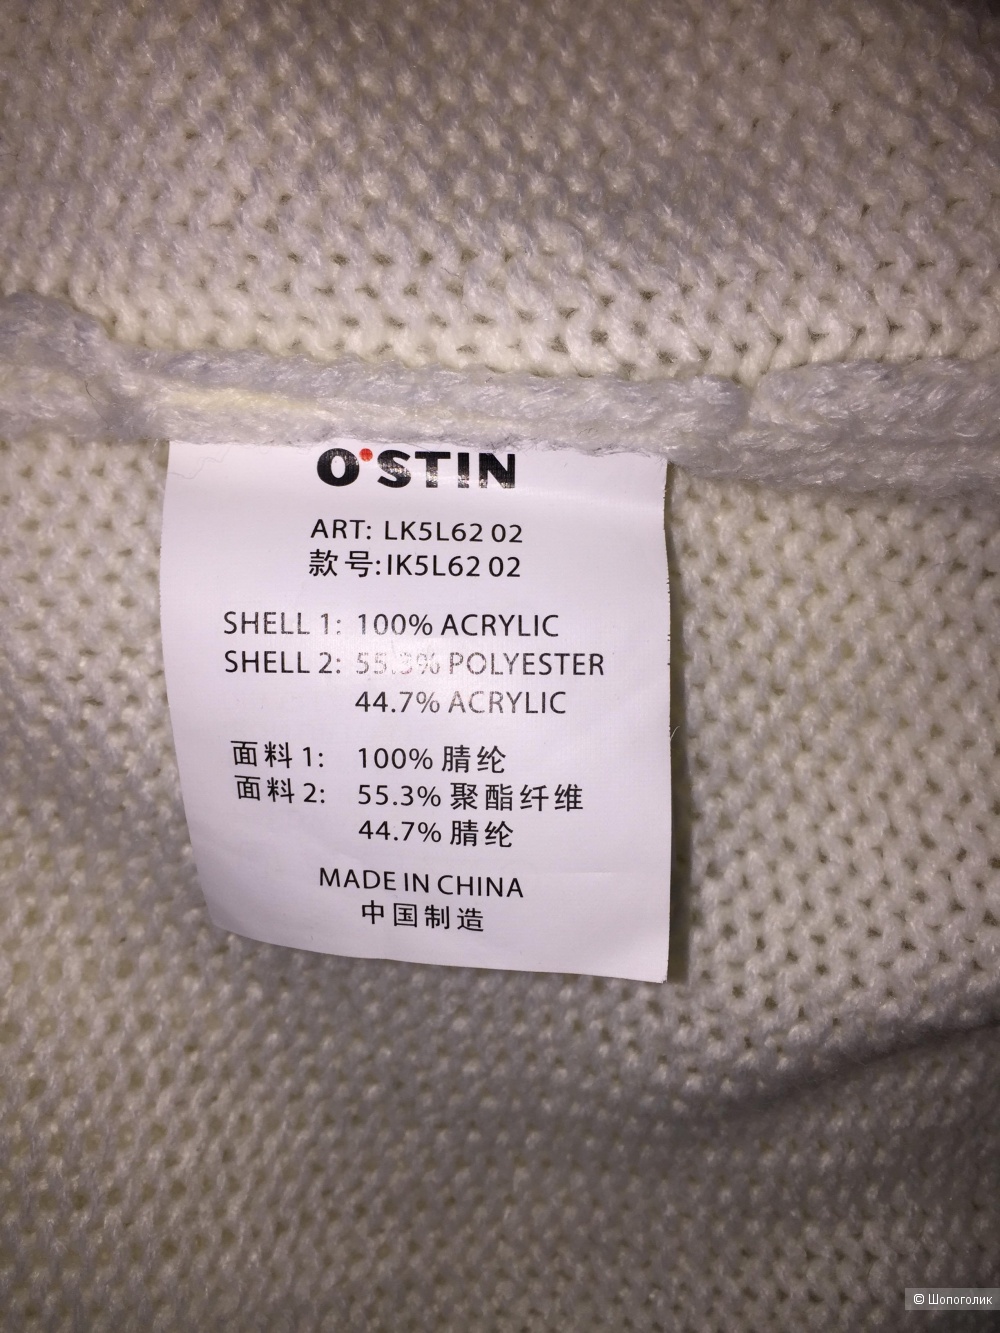 O'STIN
ART: LK5L62 02
款号:IK5L62 02
SHELL 1: 100% ACRYLIC
SHELL 2: 55.3% POLYESTER
44.7% ACRYLIC
面料 1: 100% 腈纶
面料 2: 55.3% 聚酯纤维
44.7% 腈纶
MADE IN CHINA
中国制造
© Шопоголик